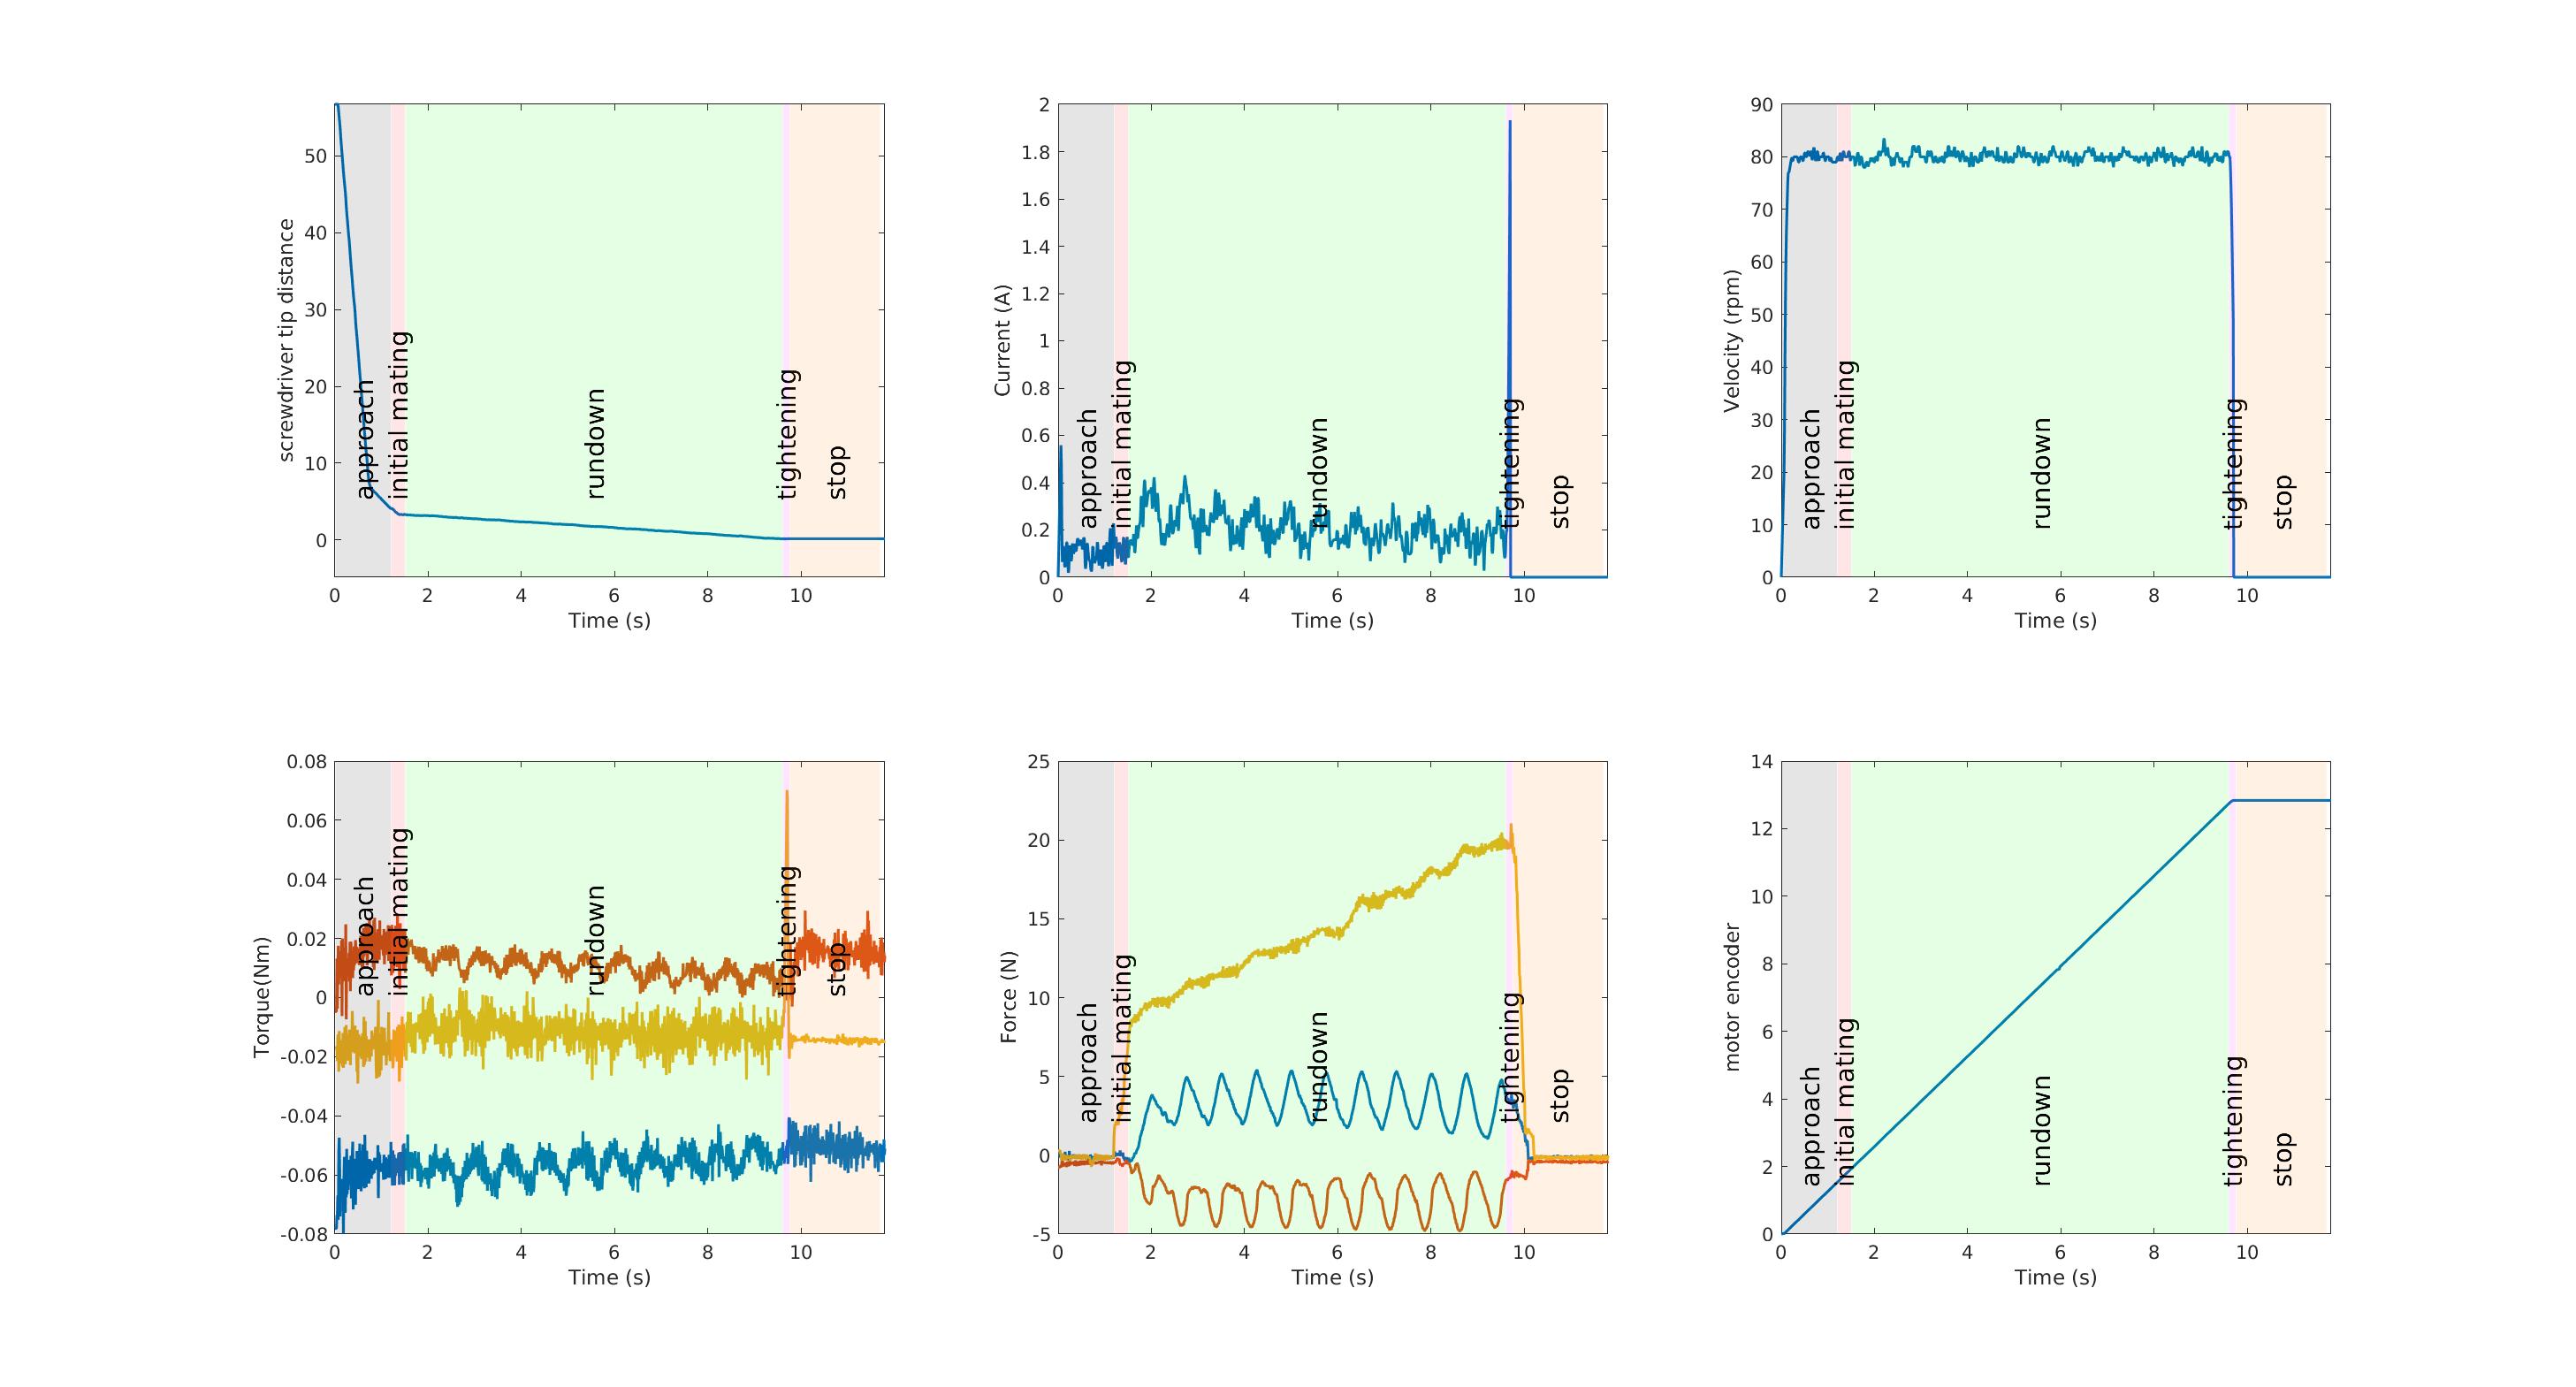 screwdriver tip distance
50
40
30
20
10
0
approach
initial mating
rundown
tightening
stop
0 2 4 6 8 10
Time (s)
Current (A)
2
1.8
1.6
1.4
1.2
1
0.8
0.6
0.4
0.2
0
approach
initial mating
rundown
tightening
stop
0 2 4 6 8 10
Time (s)
Velocity (rpm)
90
80
70
60
50
40
30
20
10
0
approach
initial mating
rundown
tightening
stop
0 2 4 6 8 10
Time (s)
Torque(Nm)
0.08
0.06
0.04
0.02
0
-0.02
-0.04
-0.06
-0.08
approach
initial mating
rundown
tightening
stop
0 2 4 6 8 10
Time (s)
Force (N)
25
20
15
10
5
0
-5
approach
initial mating
rundown
tightening
stop
0 2 4 6 8 10
Time (s)
motor encoder
14
12
10
8
6
4
2
0
approach
initial mating
rundown
tightening
stop
0 2 4 6 8 10
Time (s)